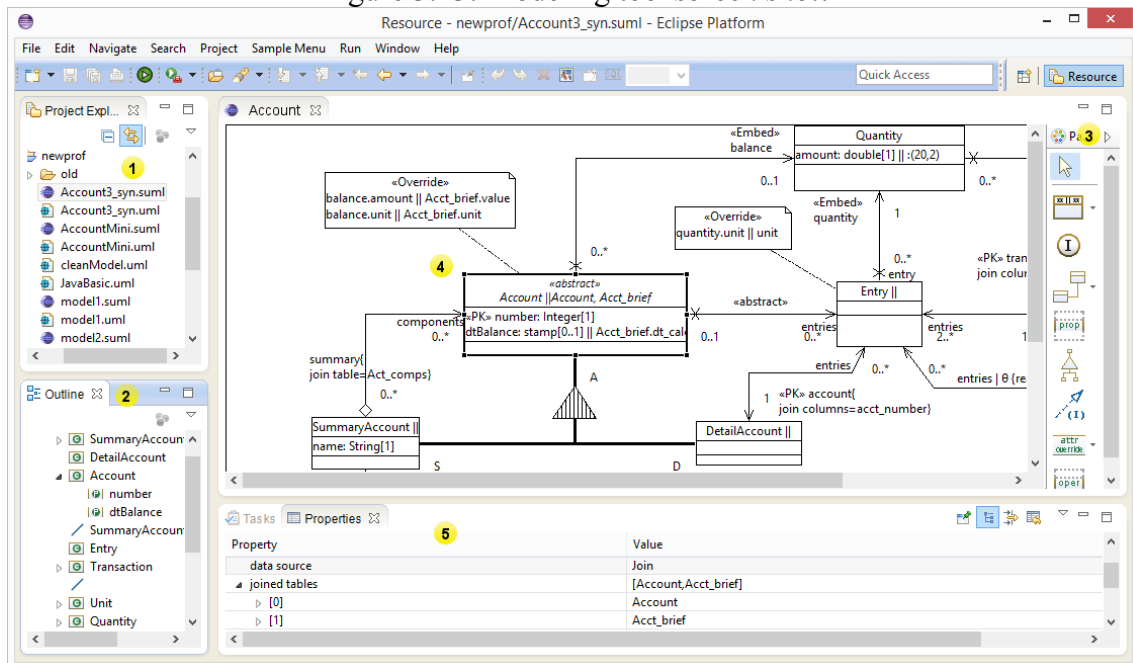 Resource - newprof/Account3_syn.suml - Eclipse Platform
File Edit Navigate Search Project Sample Menu Run Window Help
Quick Access
Resource
Project Expl...
1
newprof
old
Account3_syn.suml
Account3_syn.uml
AccountMini.suml
AccountMini.uml
cleanModel.uml
JavaBasic.uml
model1.suml
model1.uml
model2.suml
Outline
2
SummaryAccount
DetailAccount
Account
number
dtBalance
SummaryAccoun
Entry
Transaction
Unit
Quantity
Account
«Embed»
balance
Quantity
amount: double[1] || :(20,2)
0..1
0..*
«Override»
balance.amount || Acct_brief.value
balance.unit || Acct_brief.unit
«Embed»
quantity
1
«Override»
quantity.unit || unit
0..*
4
0..*
entry
«PK» tran
join colur
«abstract»
Account ||Account, Acct_brief
«PK» number: Integer[1]
dtBalance: stamp[0..1] || Acct_brief.dt_calc
Entry ||
«abstract»
components
0..*
0..1
entries
0..*
entries
2..*
1
summary{
join table=Act_comps}
0..*
A
entries
0..*
0..*
entries | θ {re
1
«PK» account{
join columns=acct_number}
SummaryAccount ||
name: String[1]
DetailAccount ||
S
D
Pa
3
I
prop
(I)
attr
override
oper
Tasks
Properties
5
Property
Value
data source
Join
joined tables
[Account,Acct_brief]
[0]
Account
[1]
Acct_brief